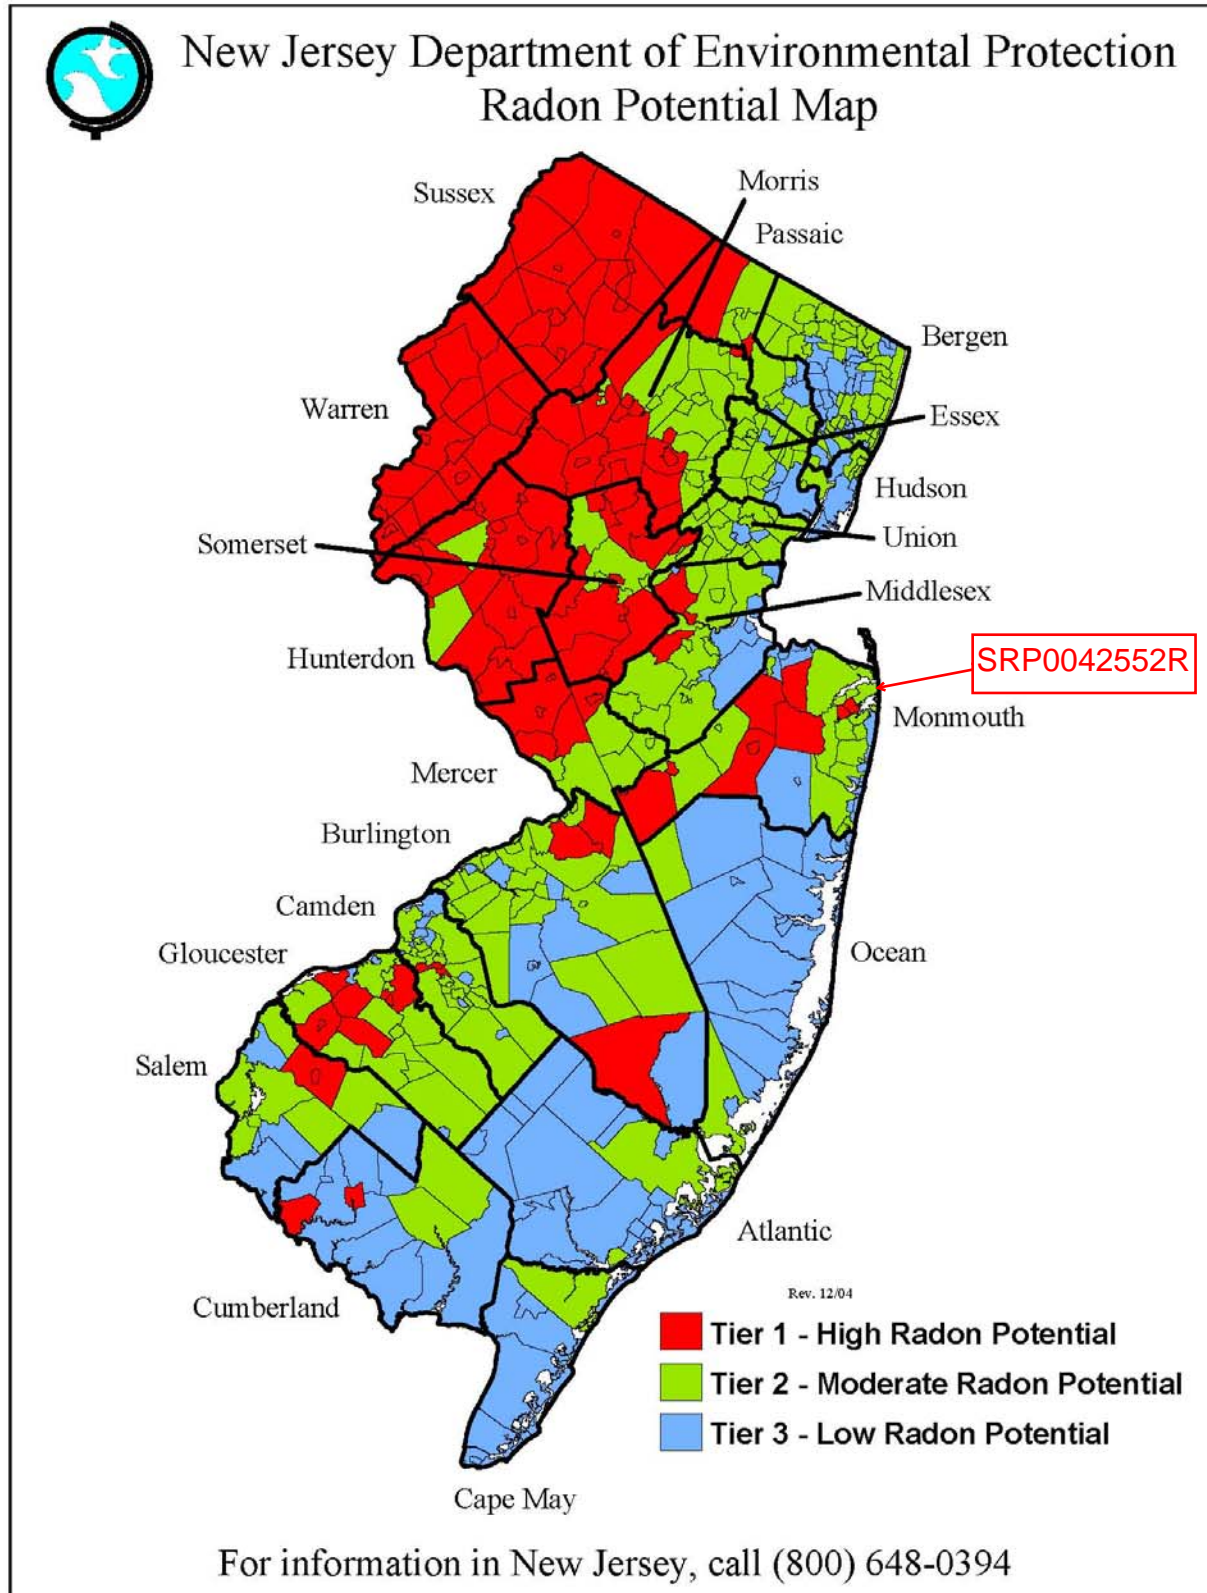 New Jersey Department of Environmental Protection
Radon Potential Map
Sussex
Morris
Passaic
Bergen
Warren
Essex
Hudson
Somerset
Union
Middlesex
Hunterdon
SRP0042552R
Monmouth
Mercer
Burlington
Camden
Gloucester
Ocean
Salem
Atlantic
Cumberland
Rev. 12/04
Tier 1 - High Radon Potential
Tier 2 - Moderate Radon Potential
Tier 3 - Low Radon Potential
Cape May
For information in New Jersey, call (800) 648-0394